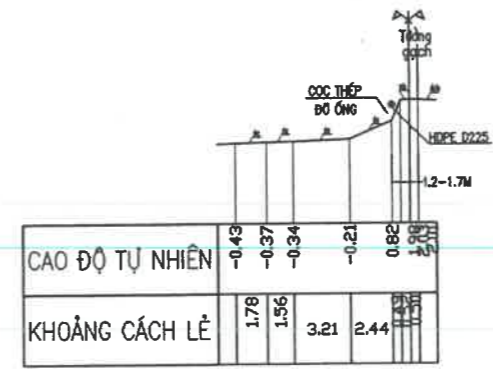 Tường
gạch
CỌC THÉP
ĐỠ ỐNG
HDPE D225
1.2-1.7M
CAO ĐỘ TỰ NHIÊN -0.43 -0.37 -0.34 -0.21 0.82
KHOẢNG CÁCH LẺ 1.78 1.56 3.21 2.44